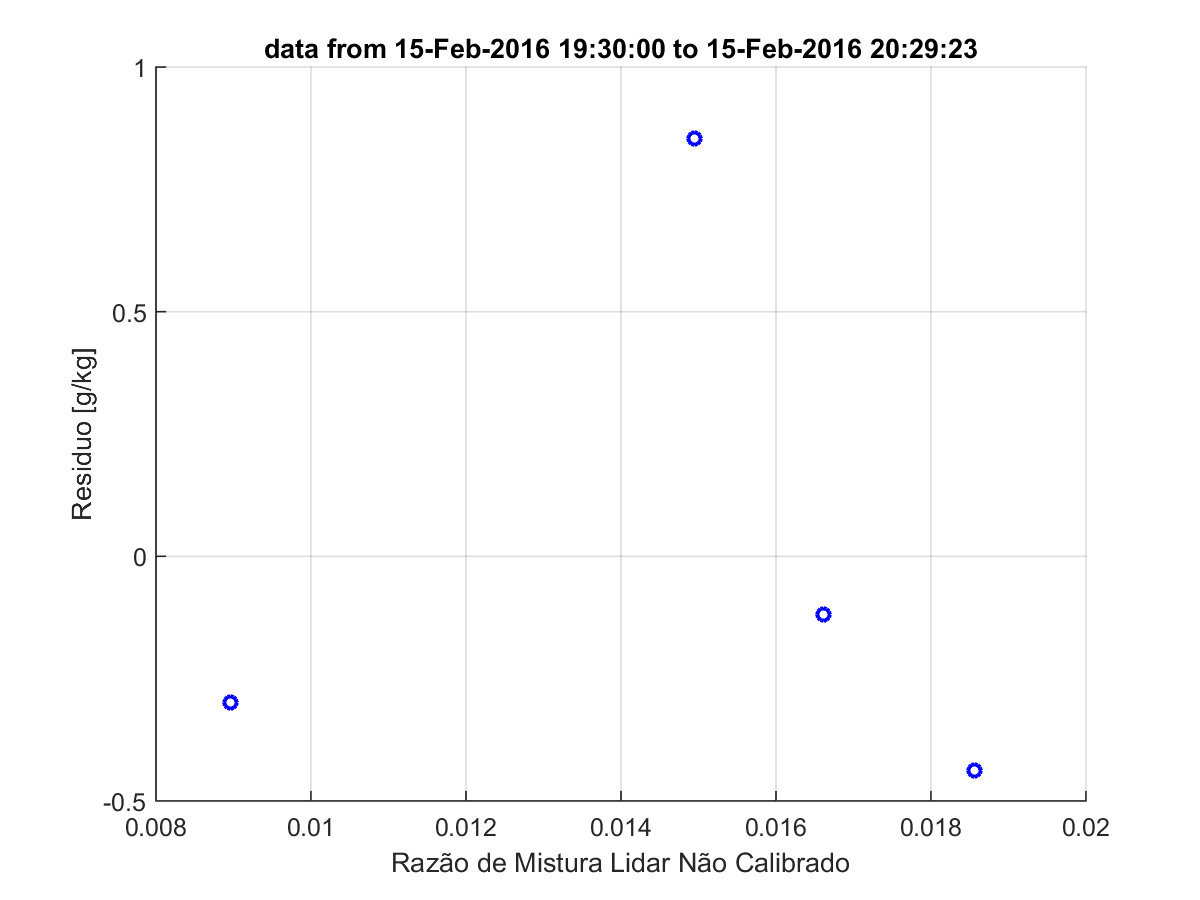 data from 15-Feb-2016 19:30:00 to 15-Feb-2016 20:29:23
1
0.5
0
-0.5
Residuo [g/kg]
0.008 0.01 0.012 0.014 0.016 0.018 0.02
Razão de Mistura Lidar Não Calibrado